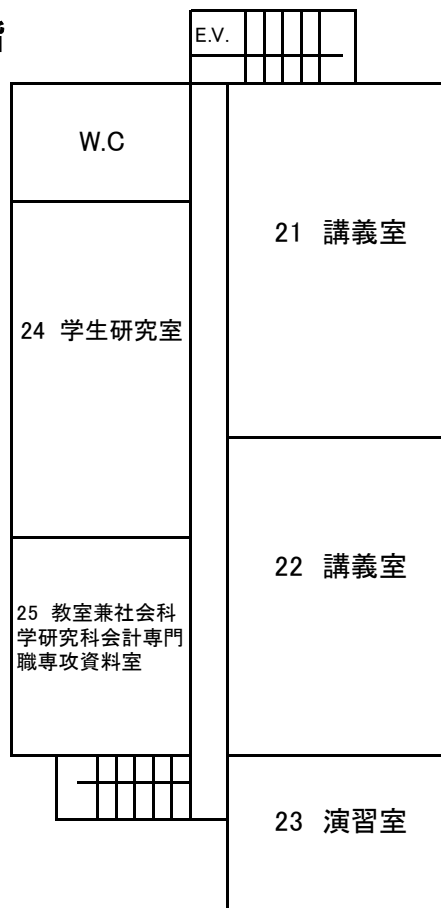 階
E.V.
W.C
21 講義室
24 学生研究室
22 講義室
25 教室兼社会科
学研究科会計専門
職専攻資料室
23 演習室